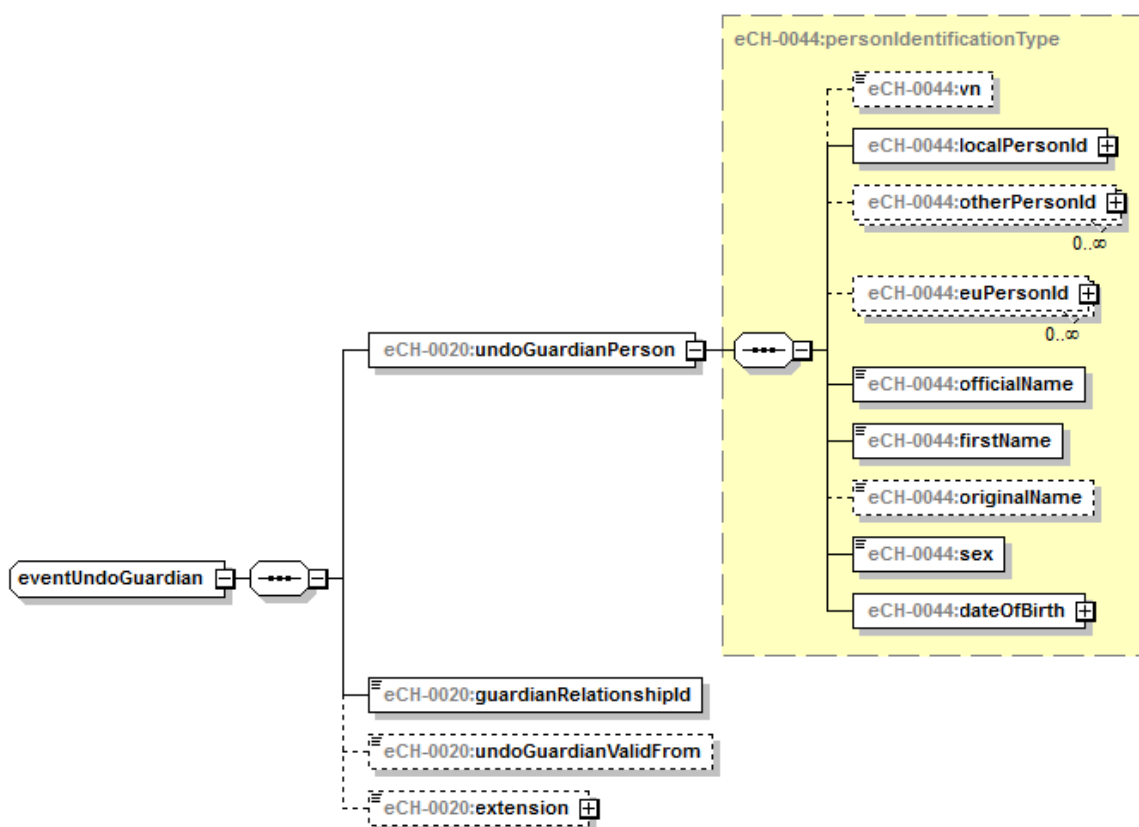 eCH-0044:personIdentificationType
eCH-0044:vn
eCH-0044:localPersonId
eCH-0044:otherPersonId
0..∞
eCH-0044:euPersonId
0..∞
eCH-0020:undoGuardianPerson
eCH-0044:officialName
eCH-0044:firstName
eCH-0044:originalName
eCH-0044:sex
eventUndoGuardian
eCH-0044:dateOfBirth
eCH-0020:guardianRelationshipId
eCH-0020:undoGuardianValidFrom
eCH-0020:extension